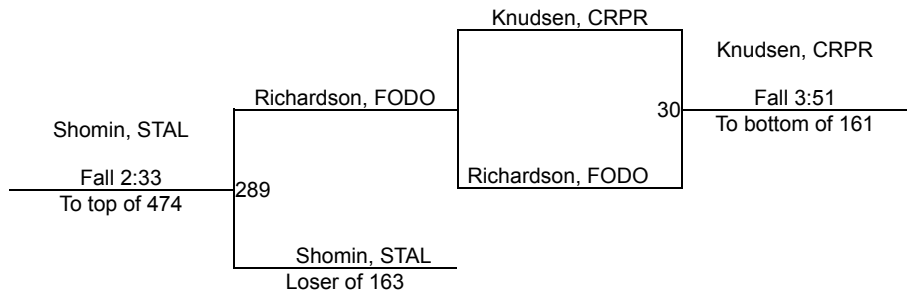 Knudsen, CRPR
Knudsen, CRPR
Richardson, FODO
30
Fall 3:51
To bottom of 161
Shomin, STAL
Fall 2:33
Richardson, FODO
289
To top of 474
Shomin, STAL
Loser of 163